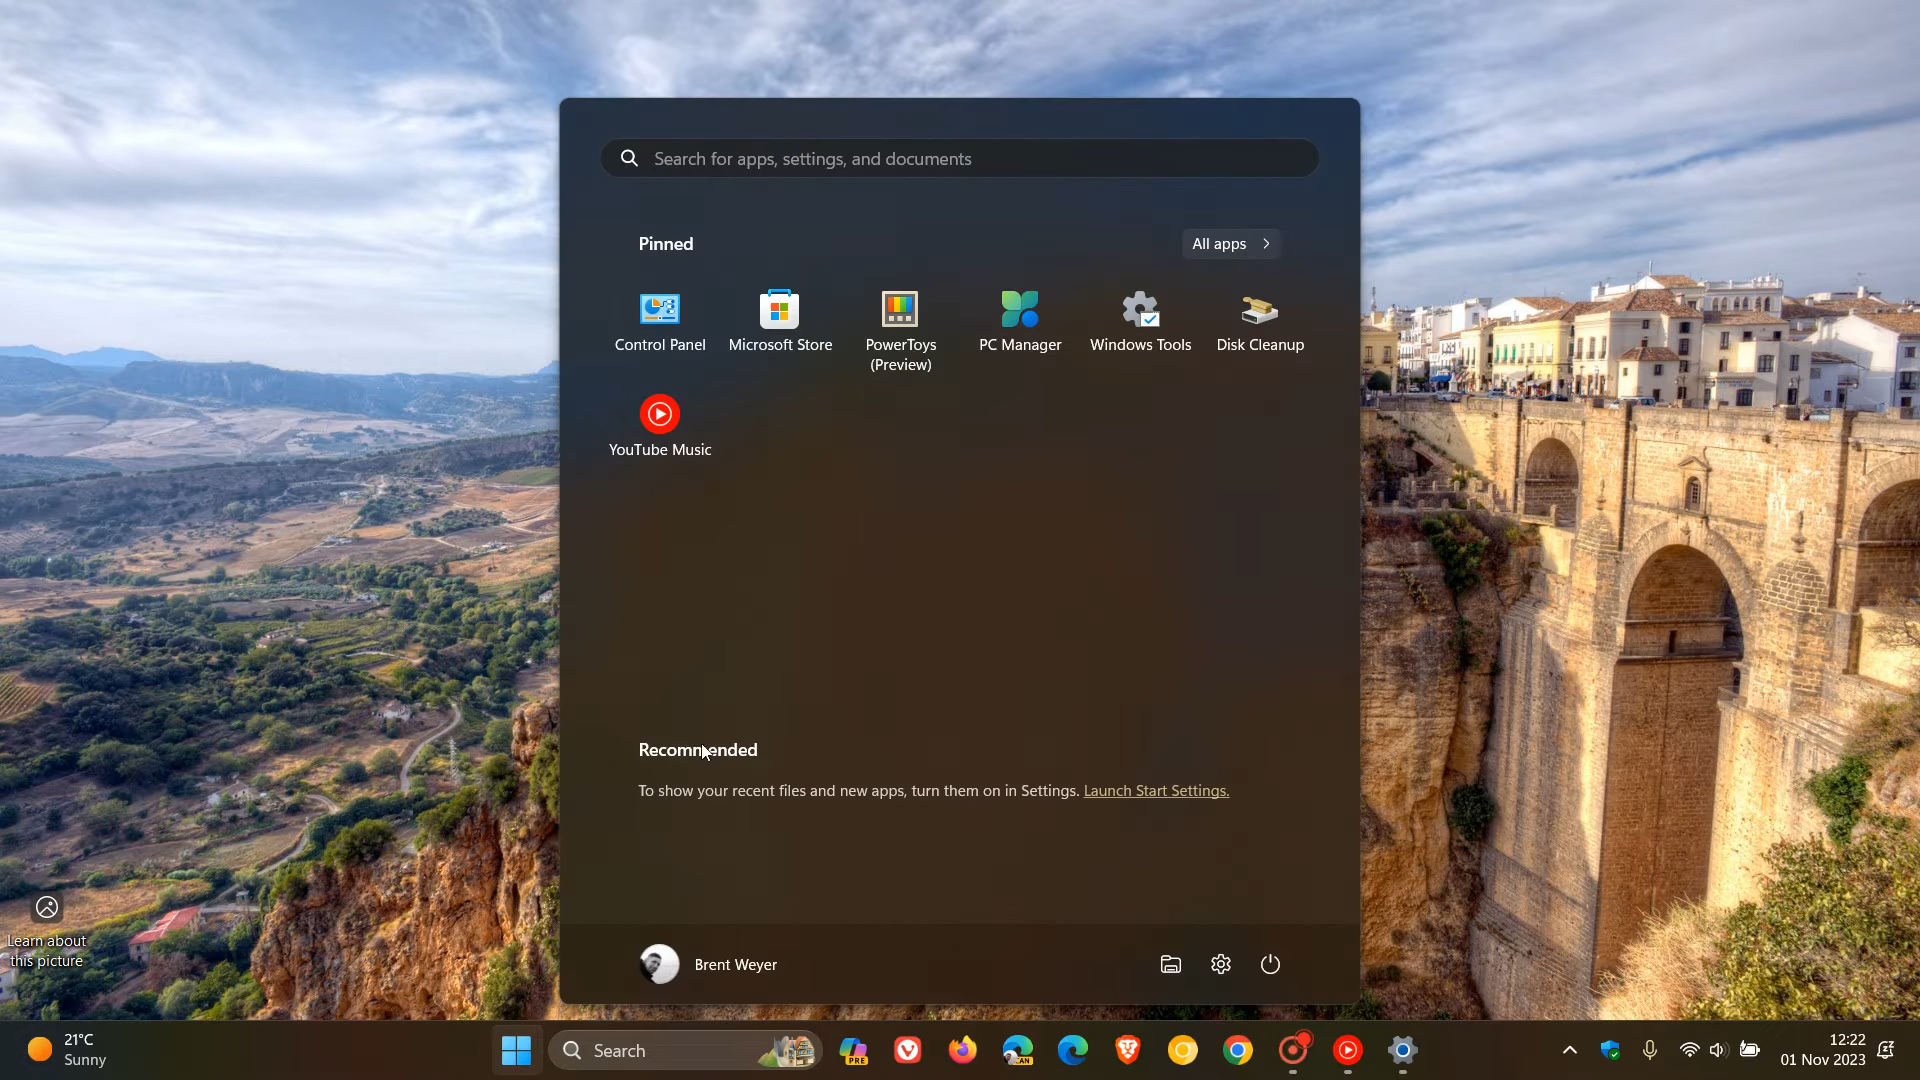 Search for apps, settings, and documents
Pinned
All apps
Control Panel
Microsoft Store
PowerToys
(Preview)
PC Manager
Windows Tools
Disk Cleanup
YouTube Music
Recommended
To show your recent files and new apps, turn them on in Settings. Launch Start Settings.
Brent Weyer
Learn about
this picture
21°C
Sunny
Search
PRE
CAN
12:22
01 Nov 2023